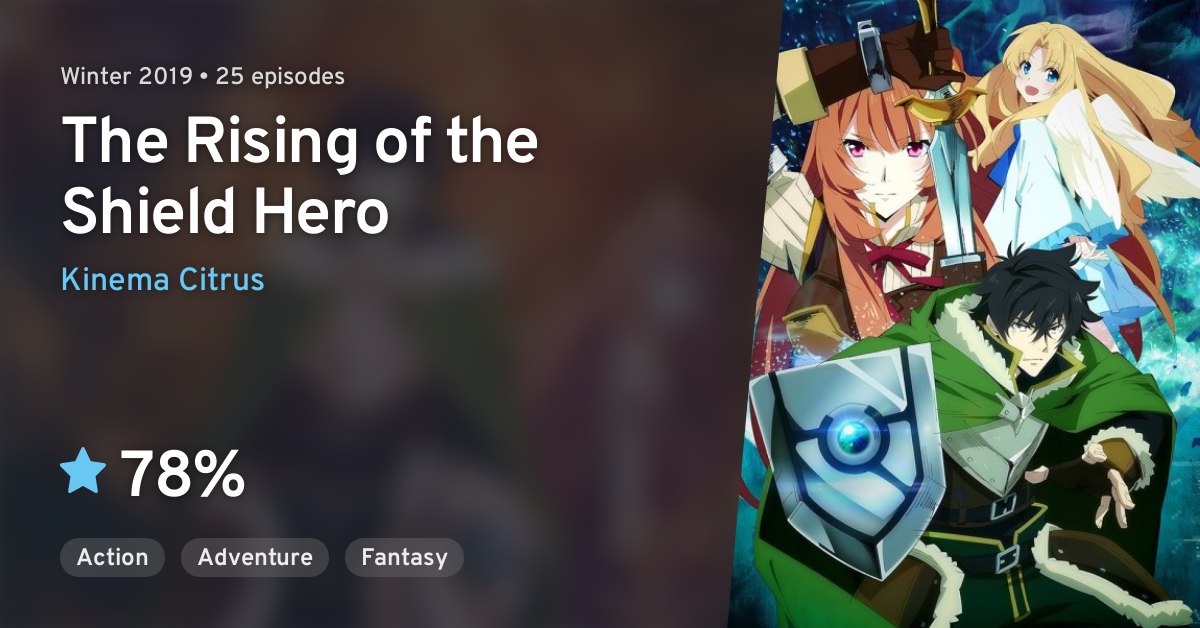 Winter 2019 • 25 episodes
The Rising of the
Shield Hero
Kinema Citrus
78%
Action Adventure Fantasy